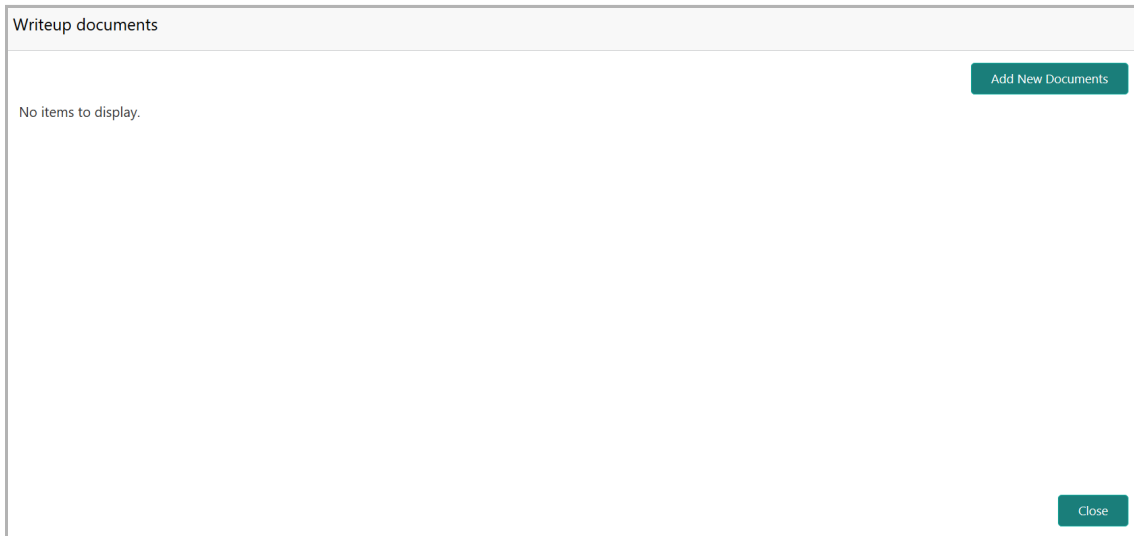 Writeup documents
Add New Documents
No items to display.
Close